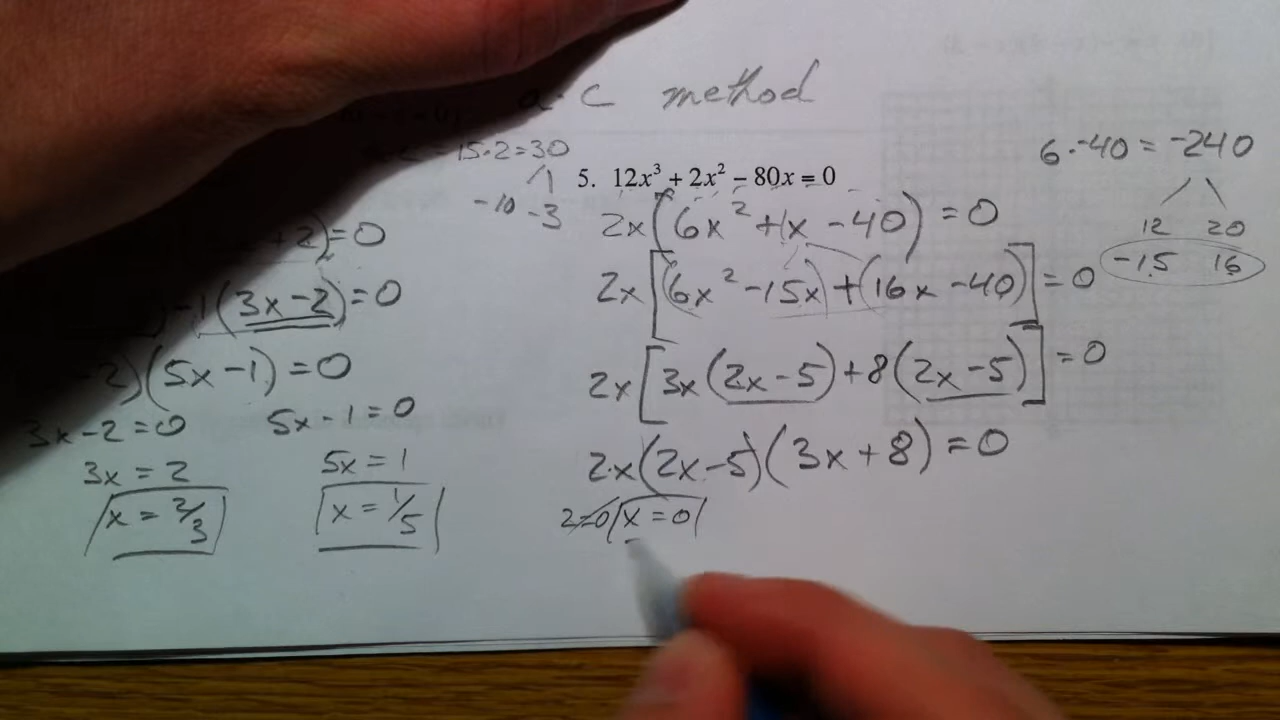 a·c method
15·2=30
-10 -3
+2)=0
-1(3x-2)=0
-2)(5x-1)=0
3x-2=0 5x-1=0
3x=2 5x=1
x=2/3 x=1/5
5. 12x³ + 2x² − 80x = 0
2x(6x²+1x-40)=0
2x[(6x²-15x)+(16x-40)]=0
2x[3x(2x-5)+8(2x-5)]=0
2x(2x-5)(3x+8)=0
2=0 x=0
6·-40=-240
12 20
-15 16